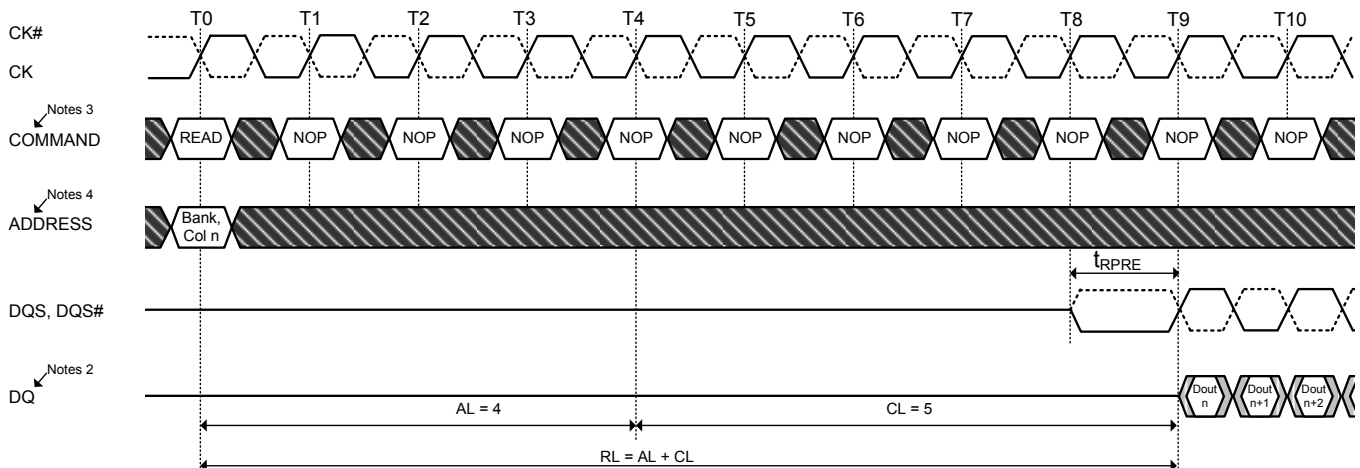 T0 T1 T2 T3 T4 T5 T6 T7 T8 T9 T10
CK#
CK
Notes 3
COMMAND READ NOP NOP NOP NOP NOP NOP NOP NOP NOP NOP
Notes 4
ADDRESS
Bank,
Col n
tRPRE
DQS, DQS#
Notes 2
DQ
Dout
n
Dout
n+1
Dout
n+2
AL = 4 CL = 5
RL = AL + CL